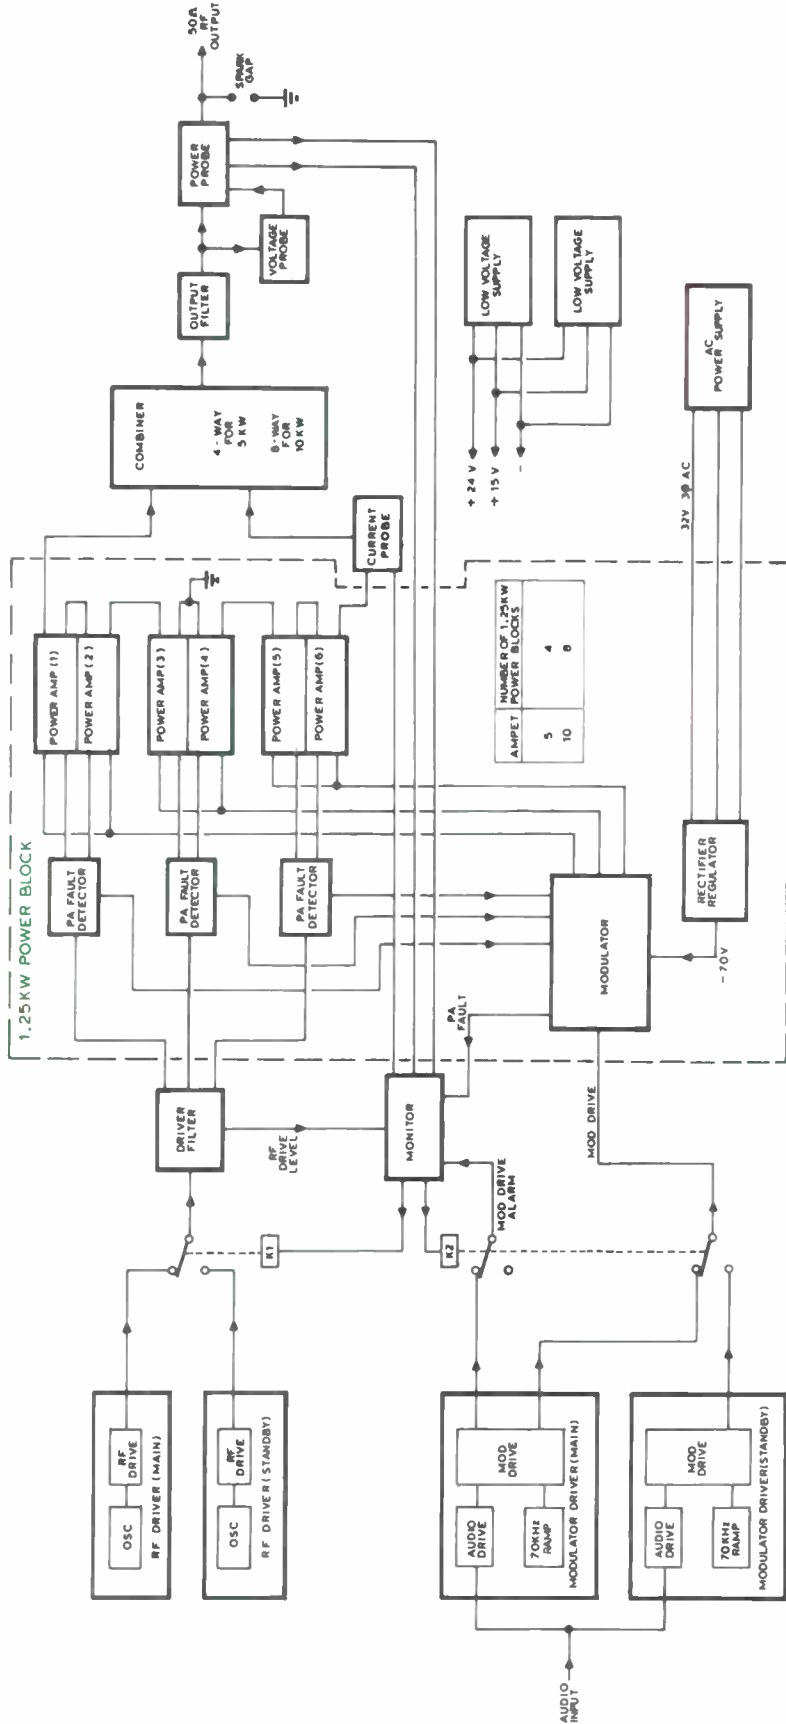 1.25KW POWER BLOCK
OSC
RF
DRIVE
RF DRIVER (MAIN)
OSC
RF
DRIVE
RF DRIVER (STANDBY)
K1
DRIVER
FILTER
RF
DRIVE
LEVEL
PA FAULT
DETECTOR
PA FAULT
DETECTOR
PA FAULT
DETECTOR
POWER AMP (1)
POWER AMP (2)
POWER AMP (3)
POWER AMP (4)
POWER AMP (5)
POWER AMP (6)
CURRENT
PROBE
COMBINER
4-WAY
FOR
5 KW
8-WAY
FOR
10 KW
OUTPUT
FILTER
VOLTAGE
PROBE
POWER
PROBE
SPARK
GAP
50Ω
RF
OUTPUT
MONITOR
K2
MOD DRIVE
ALARM
PA
FAULT
AUDIO
INPUT
AUDIO
DRIVE
70KHz
RAMP
MOD
DRIVE
MODULATOR DRIVER (MAIN)
AUDIO
DRIVE
70KHz
RAMP
MOD
DRIVE
MODULATOR DRIVER (STANDBY)
MOD DRIVE
MODULATOR
-70V
RECTIFIER
REGULATOR
32V 3Ø AC
AC
POWER SUPPLY
AMPET
NUMBER OF 1.25KW
POWER BLOCKS
5 4
10 8
+24V
+15V
-
LOW VOLTAGE
SUPPLY
LOW VOLTAGE
SUPPLY